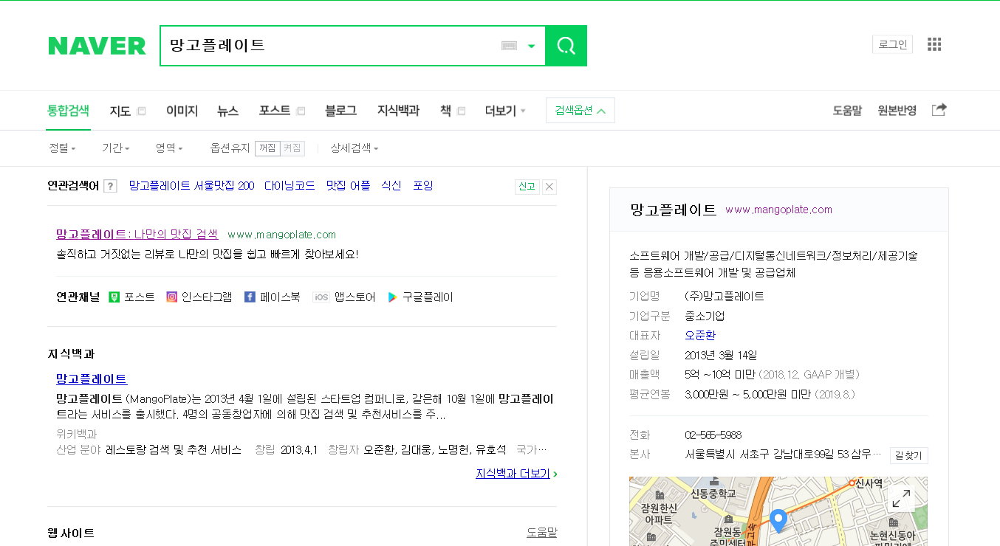 NAVER
망고플레이트
로그인
통합검색 지도 이미지 뉴스 포스트 블로그 지식백과 책 더보기 검색옵션 도움말 원본반영
정렬 기간 영역 옵션유지 꺼짐 켜짐 상세검색
연관검색어 ? 망고플레이트 서울맛집 200 다이닝코드 맛집 어플 식신 포잉 신고
망고플레이트: 나만의 맛집 검색 www.mangoplate.com
솔직하고 거짓없는 리뷰로 나만의 맛집을 쉽고 빠르게 찾아보세요!
연관채널 포스트 인스타그램 페이스북 iOS 앱스토어 구글플레이
지식백과
망고플레이트
망고플레이트 (MangoPlate)는 2013년 4월 1일에 설립된 스타트업 컴퍼니로, 같은해 10월 1일에 망고플레이
트라는 서비스를 출시했다. 4명의 공동창업자에 의해 맛집 검색 및 추천서비스를 주...
위키백과
산업 분야 레스토랑 검색 및 추천 서비스 창립 2013.4.1 창립자 오준환, 김대웅, 노명헌, 유호석 국가…
지식백과 더보기
웹사이트 도움말
망고플레이트 www.mangoplate.com
소프트웨어 개발/공급/디지털통신네트워크/정보처리/제공기술
등 응용소프트웨어 개발 및 공급업체
기업명 (주)망고플레이트
기업구분 중소기업
대표자 오준환
설립일 2013년 3월 14일
매출액 5억 ~10억 미만 (2018.12. GAAP 개별)
평균연봉 3,000만원 ~ 5,000만원 미만 (2019.8.)
전화 02-565-5988
본사 서울특별시 서초구 강남대로99길 53 삼우… 길찾기
신동중학교 신사역
잠원한신
아파트
잠원동
주민센터
논현신동아